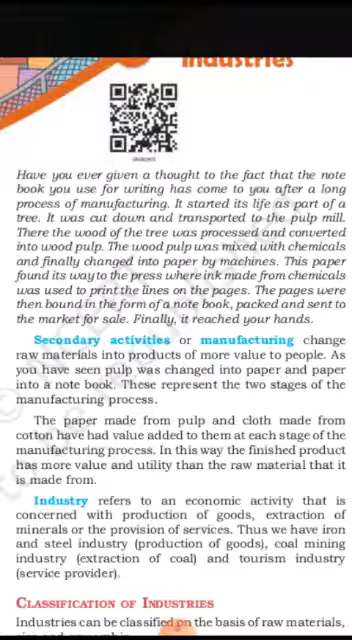 Industries
Have you ever given a thought to the fact that the note
book you use for writing has come to you after a long
process of manufacturing. It started its life as part of a
tree. It was cut down and transported to the pulp mill.
There the wood of the tree was processed and converted
into wood pulp. The wood pulp was mixed with chemicals
and finally changed into paper by machines. This paper
found its way to the press where ink made from chemicals
was used to print the lines on the pages. The pages were
then bound in the form of a note book, packed and sent to
the market for sale. Finally, it reached your hands.
Secondary activities or manufacturing change
raw materials into products of more value to people. As
you have seen pulp was changed into paper and paper
into a note book. These represent the two stages of the
manufacturing process.
The paper made from pulp and cloth made from
cotton have had value added to them at each stage of the
manufacturing process. In this way the finished product
has more value and utility than the raw material that it
is made from.
Industry refers to an economic activity that is
concerned with production of goods, extraction of
minerals or the provision of services. Thus we have iron
and steel industry (production of goods), coal mining
industry (extraction of coal) and tourism industry
(service provider).
CLASSIFICATION OF INDUSTRIES
Industries can be classified on the basis of raw materials,